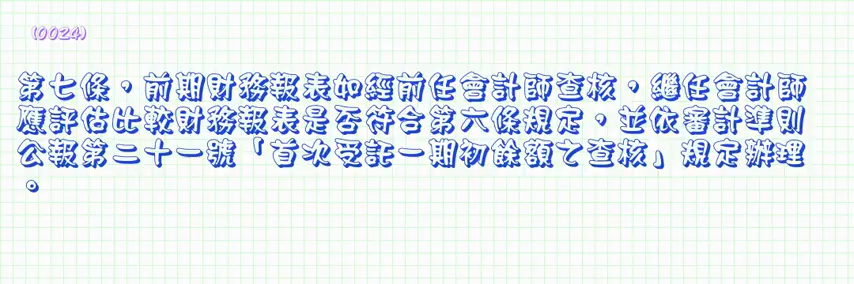 (0024)
第七條，前期財務報表如經前任會計師查核，繼任會計師
應評估比較財務報表是否符合第六條規定，並依審計準則
公報第二十一號「首次受託一期初餘額之查核」規定辦理
。